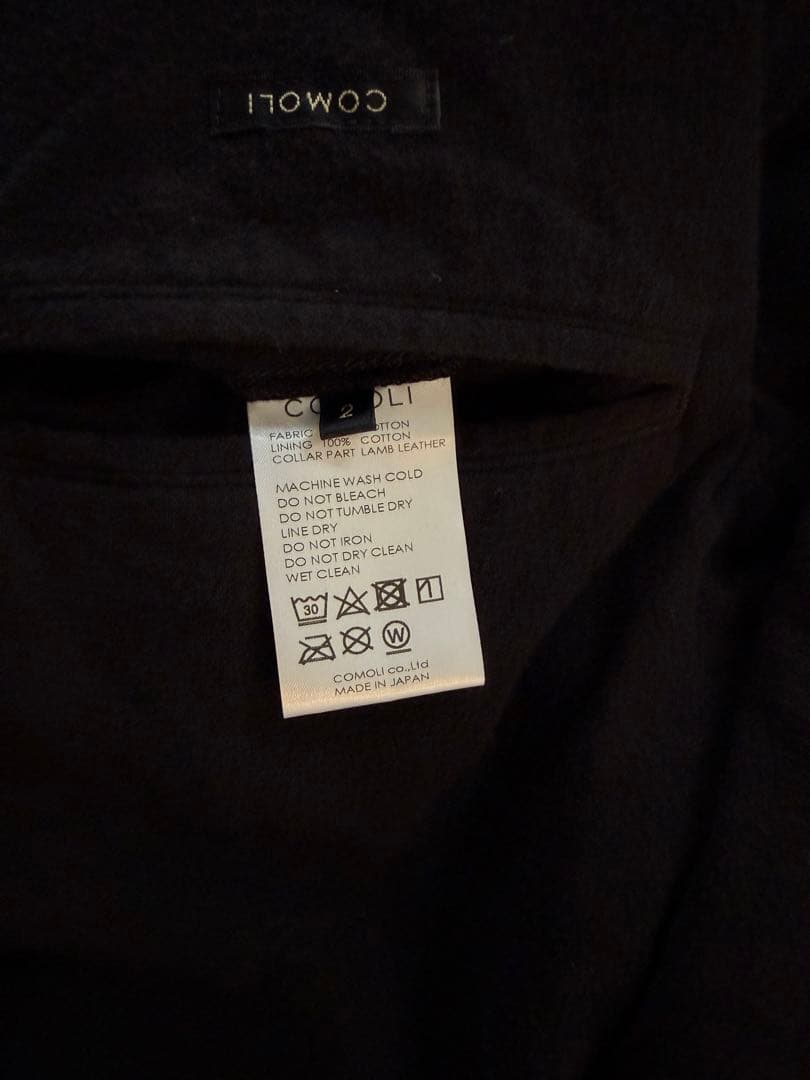 COMOLI
2
FABRIC
LINING 100% COTTON
COLLAR PART LAMB LEATHER
MACHINE WASH COLD
DO NOT BLEACH
DO NOT TUMBLE DRY
LINE DRY
DO NOT IRON
DO NOT DRY CLEAN
WET CLEAN
30
W
COMOLI co.,Ltd
MADE IN JAPAN